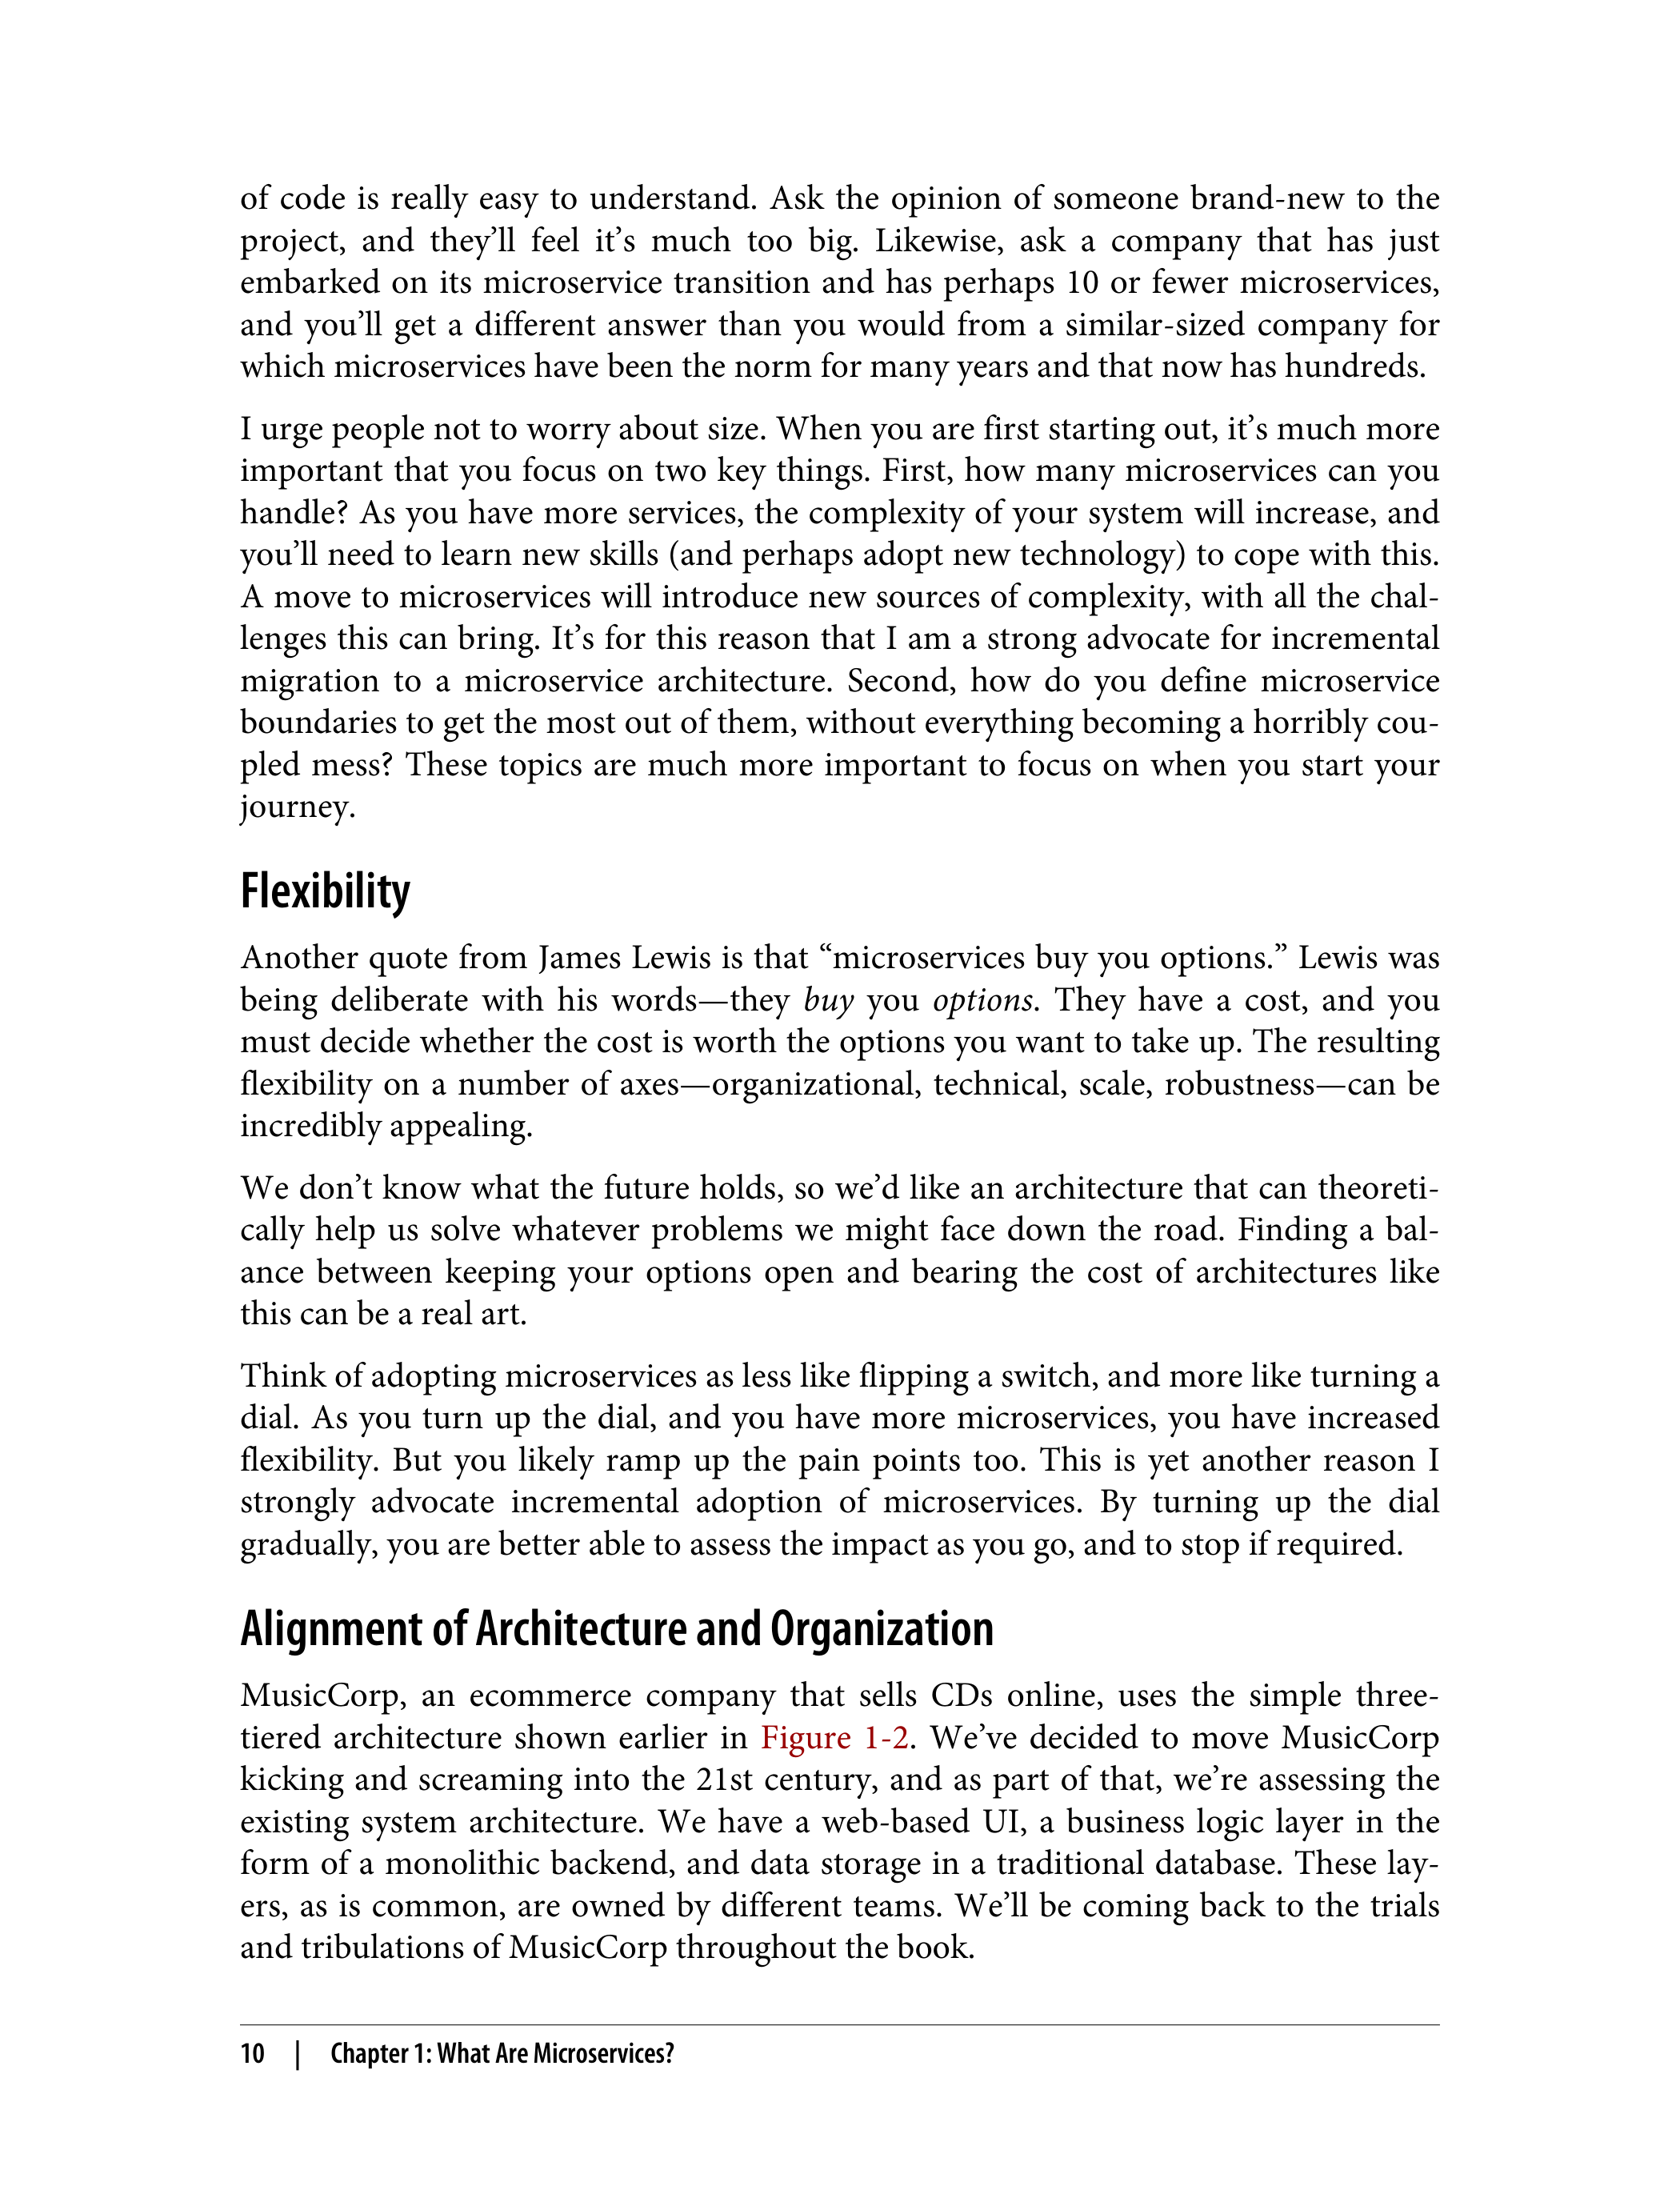 of code is really easy to understand. Ask the opinion of someone brand-new to the
project, and they’ll feel it’s much too big. Likewise, ask a company that has just
embarked on its microservice transition and has perhaps 10 or fewer microservices,
and you’ll get a different answer than you would from a similar-sized company for
which microservices have been the norm for many years and that now has hundreds.
I urge people not to worry about size. When you are first starting out, it’s much more
important that you focus on two key things. First, how many microservices can you
handle? As you have more services, the complexity of your system will increase, and
you’ll need to learn new skills (and perhaps adopt new technology) to cope with this.
A move to microservices will introduce new sources of complexity, with all the chal-
lenges this can bring. It’s for this reason that I am a strong advocate for incremental
migration to a microservice architecture. Second, how do you define microservice
boundaries to get the most out of them, without everything becoming a horribly cou-
pled mess? These topics are much more important to focus on when you start your
journey.
Flexibility
Another quote from James Lewis is that “microservices buy you options.” Lewis was
being deliberate with his words—they buy you options. They have a cost, and you
must decide whether the cost is worth the options you want to take up. The resulting
flexibility on a number of axes—organizational, technical, scale, robustness—can be
incredibly appealing.
We don’t know what the future holds, so we’d like an architecture that can theoreti-
cally help us solve whatever problems we might face down the road. Finding a bal-
ance between keeping your options open and bearing the cost of architectures like
this can be a real art.
Think of adopting microservices as less like flipping a switch, and more like turning a
dial. As you turn up the dial, and you have more microservices, you have increased
flexibility. But you likely ramp up the pain points too. This is yet another reason I
strongly advocate incremental adoption of microservices. By turning up the dial
gradually, you are better able to assess the impact as you go, and to stop if required.
Alignment of Architecture and Organization
MusicCorp, an ecommerce company that sells CDs online, uses the simple three-
tiered architecture shown earlier in Figure 1-2. We’ve decided to move MusicCorp
kicking and screaming into the 21st century, and as part of that, we’re assessing the
existing system architecture. We have a web-based UI, a business logic layer in the
form of a monolithic backend, and data storage in a traditional database. These lay-
ers, as is common, are owned by different teams. We’ll be coming back to the trials
and tribulations of MusicCorp throughout the book.
10 | Chapter 1: What Are Microservices?